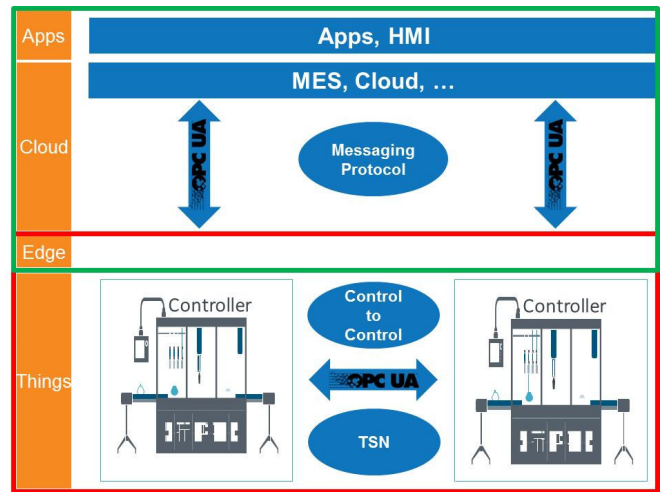 Apps
Apps, HMI
MES, Cloud, …
Cloud
OPC UA
Messaging
Protocol
OPC UA
Edge
Things
Controller
Control
to
Control
Controller
OPC UA
TSN